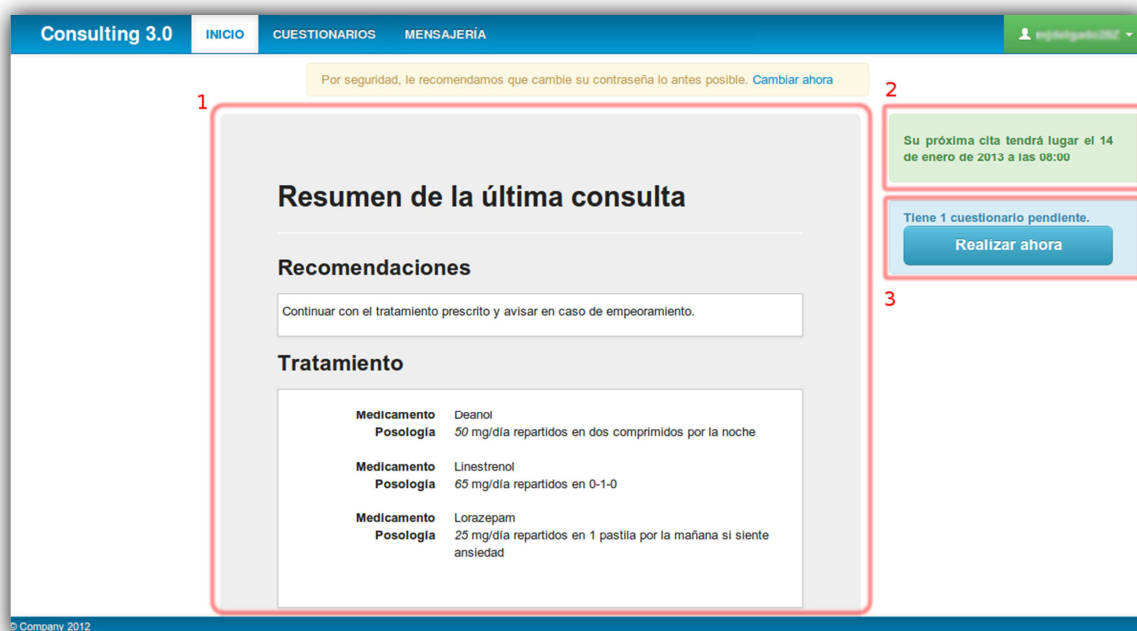 Consulting 3.0 INICIO CUESTIONARIOS MENSAJERÍA
Por seguridad, le recomendamos que cambie su contraseña lo antes posible. Cambiar ahora
1
2
Su próxima cita tendrá lugar el 14
de enero de 2013 a las 08:00
Tiene 1 cuestionario pendiente.
Realizar ahora
3
Resumen de la última consulta
Recomendaciones
Continuar con el tratamiento prescrito y avisar en caso de empeoramiento.
Tratamiento
Medicamento Deanol
Posología 50 mg/día repartidos en dos comprimidos por la noche
Medicamento Linestrenol
Posología 65 mg/día repartidos en 0-1-0
Medicamento Lorazepam
Posología 25 mg/día repartidos en 1 pastila por la mañana si siente
ansiedad
© Company 2012